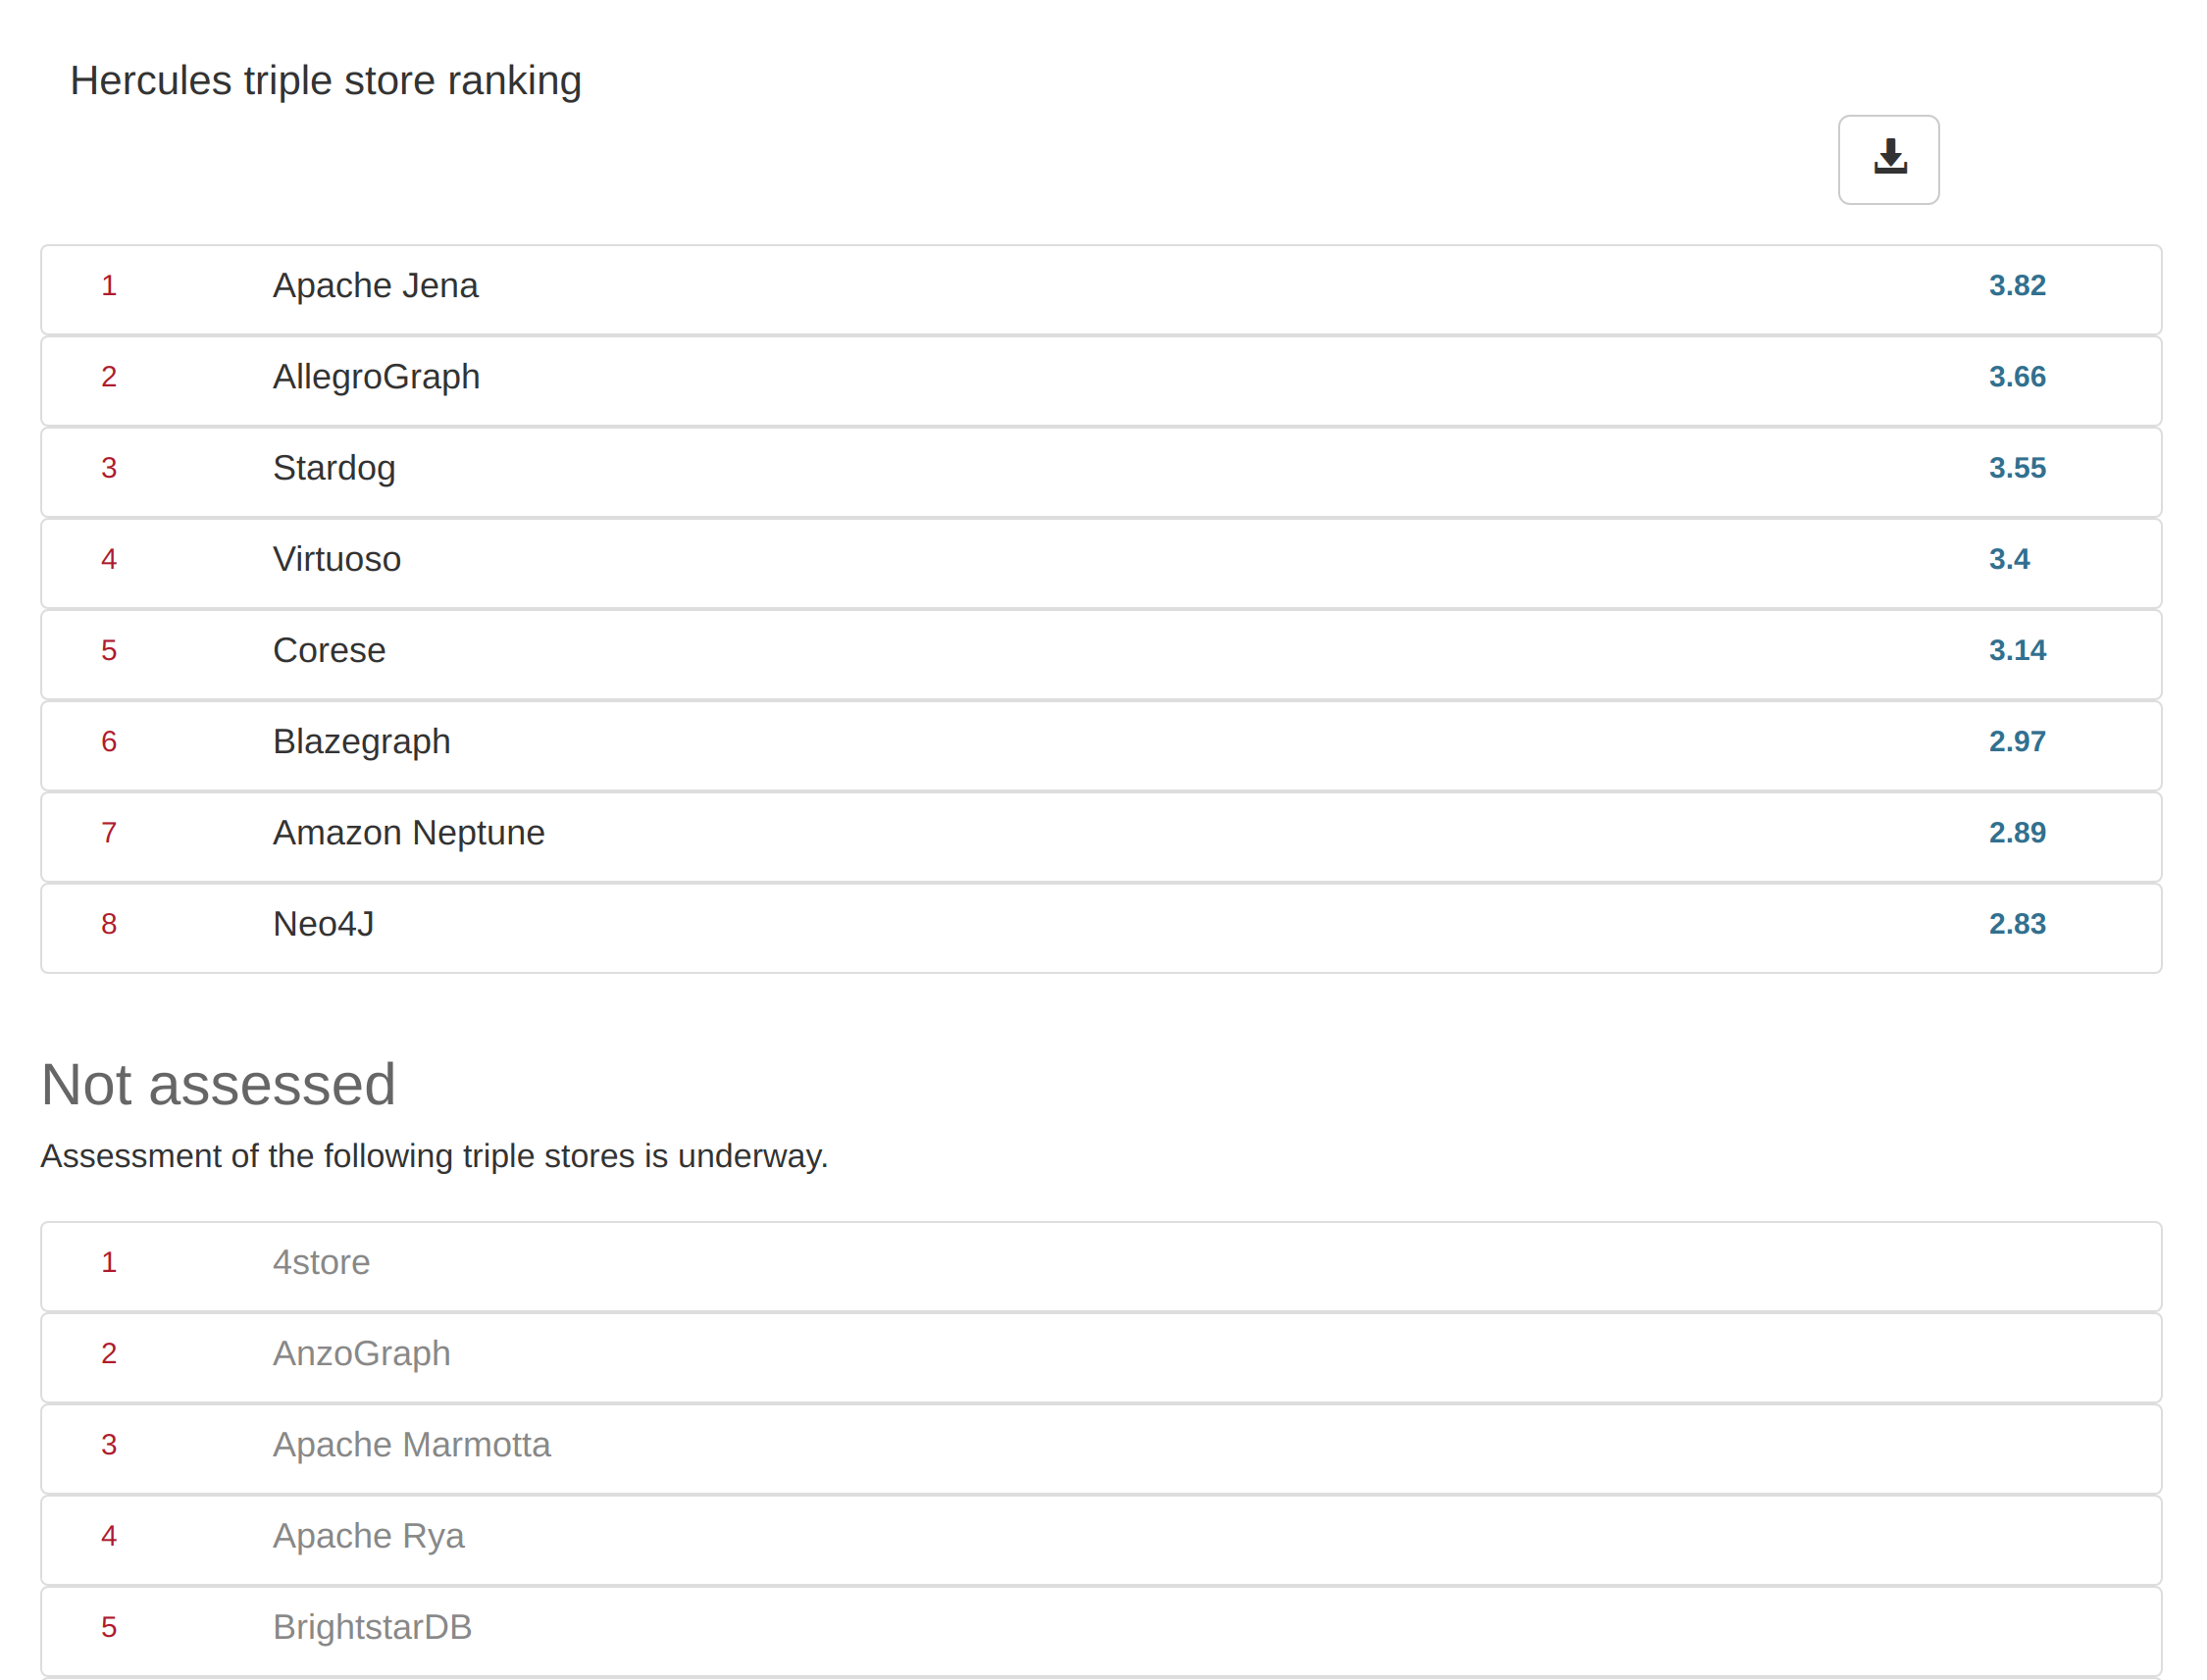 Hercules triple store ranking
1 Apache Jena 3.82
2 AllegroGraph 3.66
3 Stardog 3.55
4 Virtuoso 3.4
5 Corese 3.14
6 Blazegraph 2.97
7 Amazon Neptune 2.89
8 Neo4J 2.83
Not assessed
Assessment of the following triple stores is underway.
1 4store
2 AnzoGraph
3 Apache Marmotta
4 Apache Rya
5 BrightstarDB